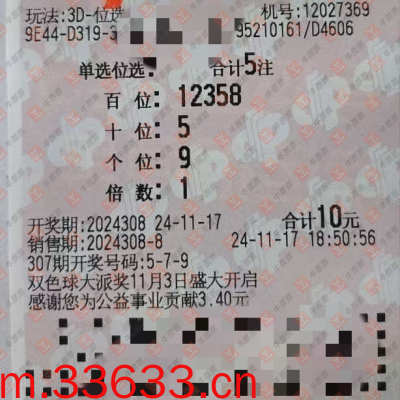 玩法:3D-位选
机号:12027369
9E44-D319-3
95210161/D4606
单选位选:
合计5注
百 位:12358
十 位:5
个 位:9
倍 数:1
开奖期:2024308 24-11-17
合计10元
销售期:2024308-8
24-11-17 18:50:56
307期开奖号码:5-7-9
双色球大派奖11月3日盛大开启
感谢您为公益事业贡献3.40元
m.33633.cn